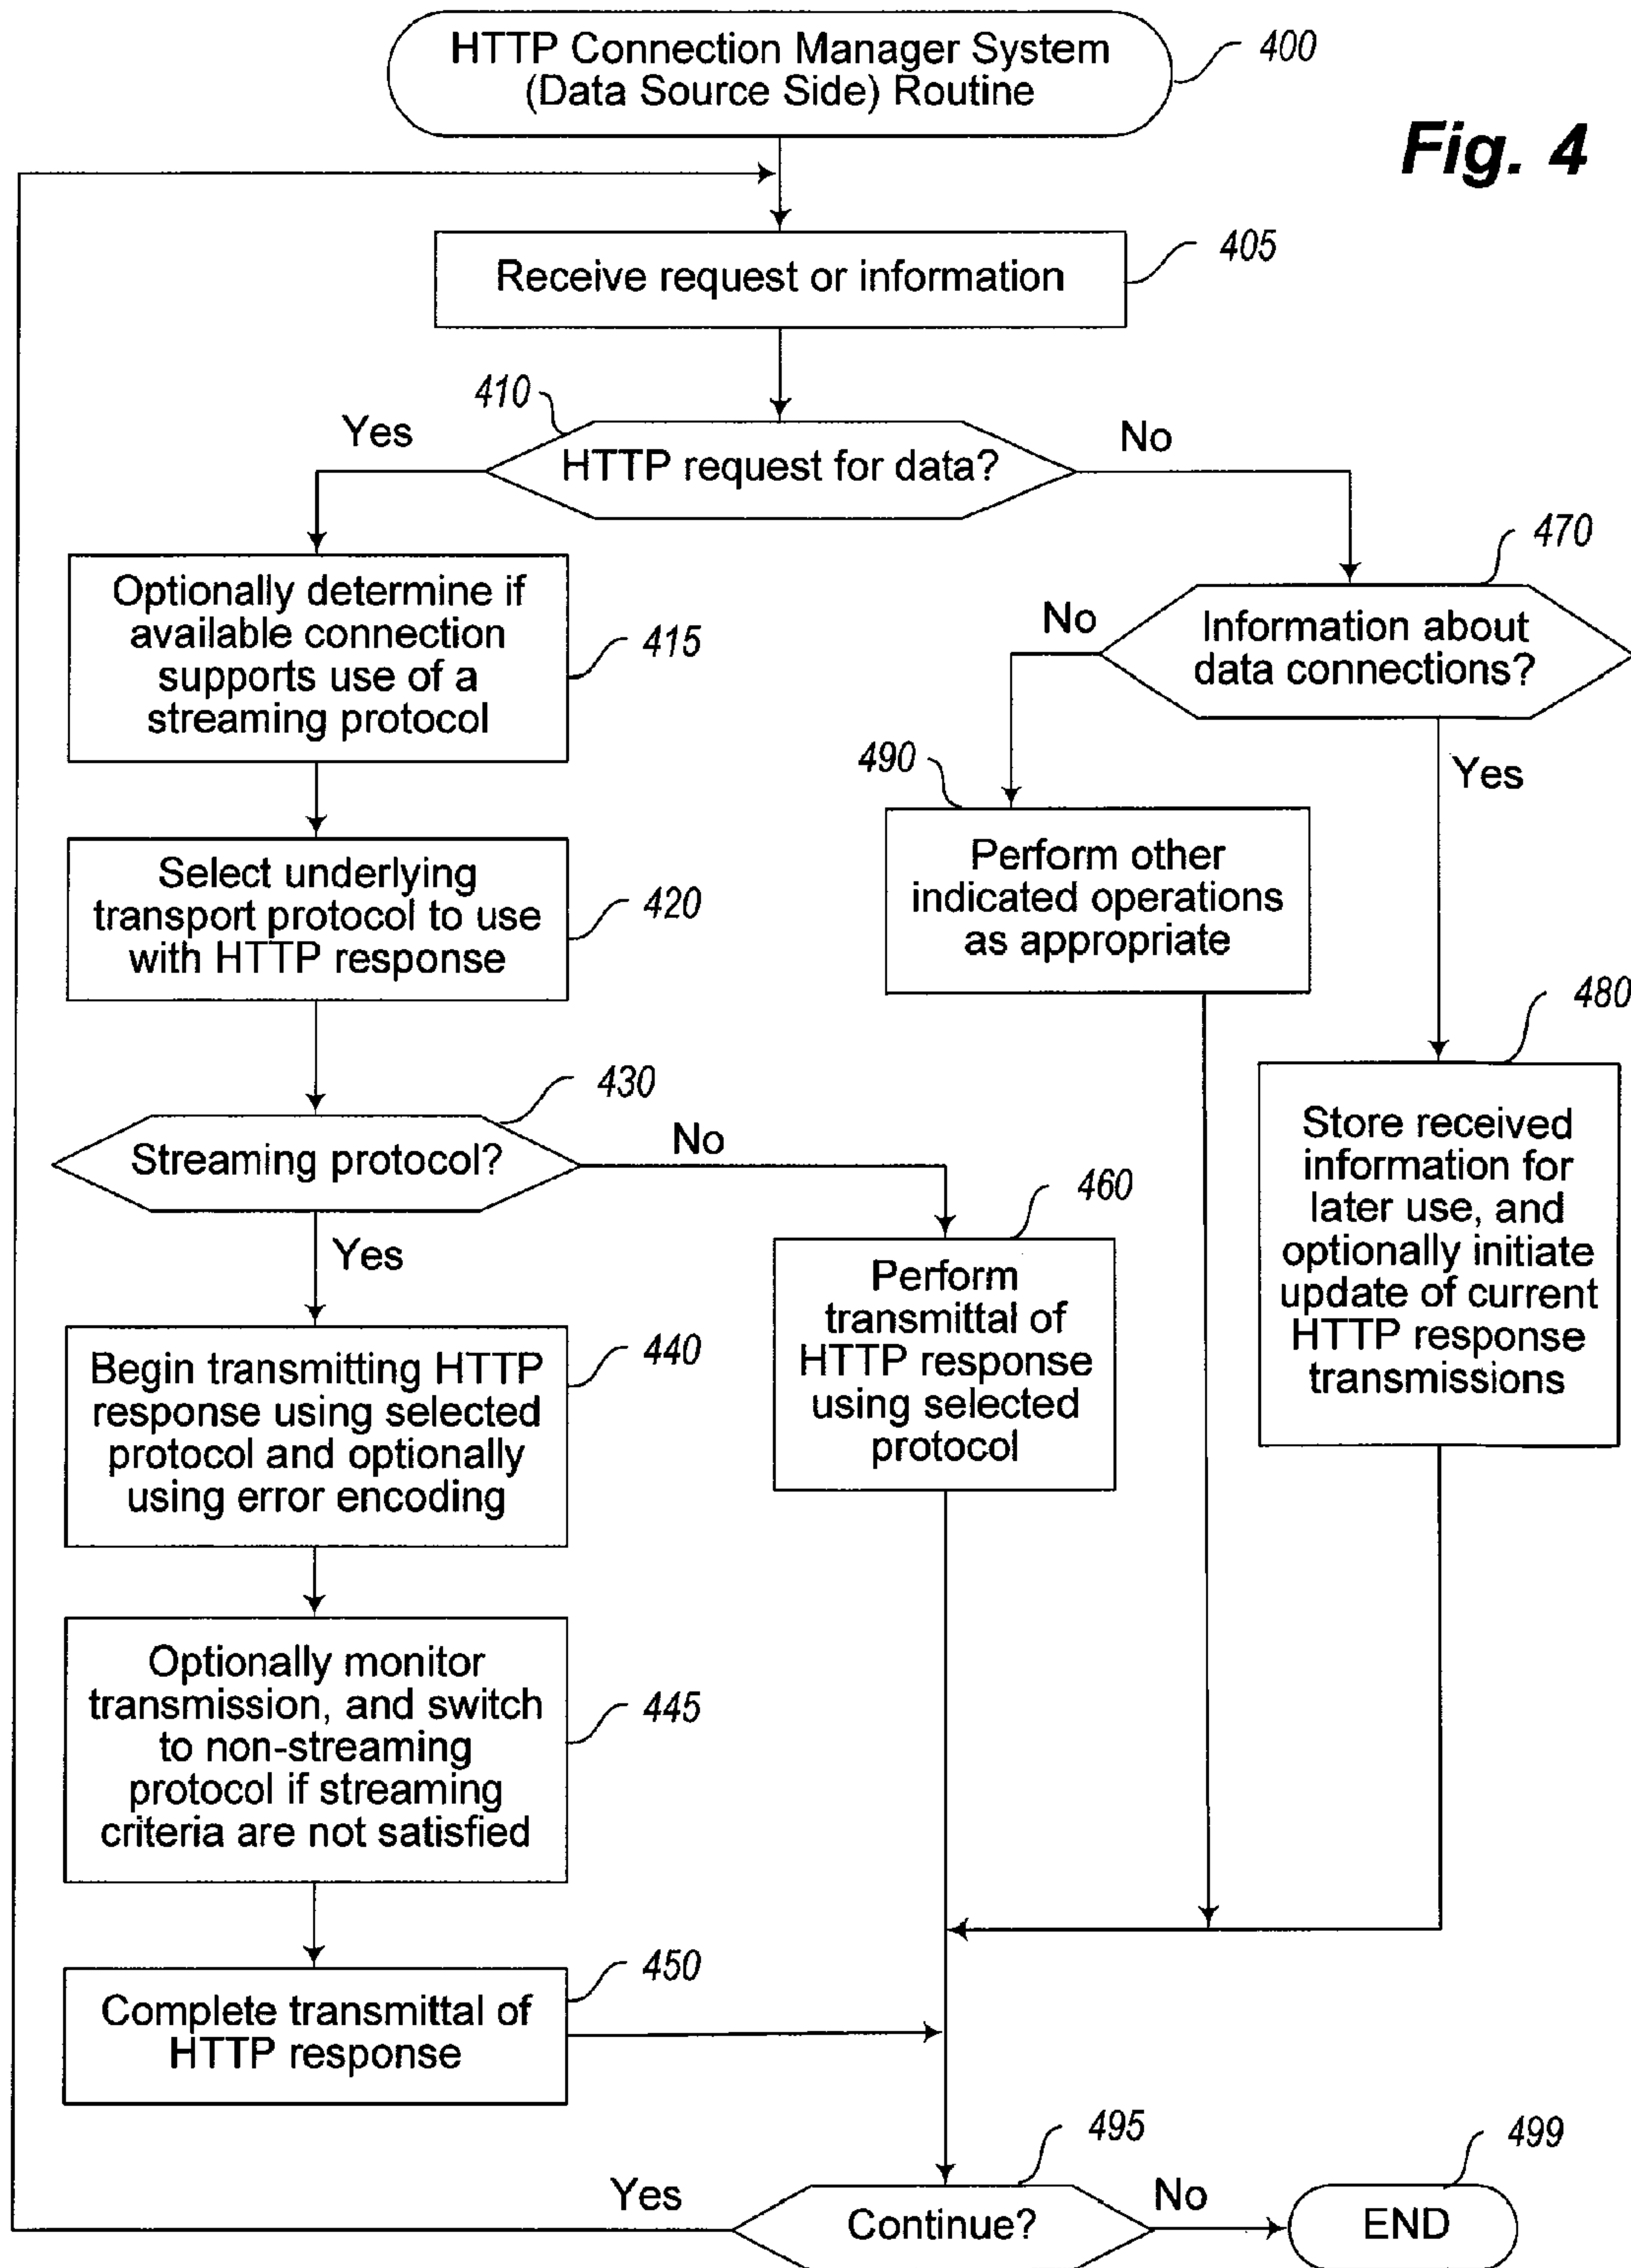 HTTP Connection Manager System
(Data Source Side) Routine
400
Fig. 4
Receive request or information
405
410
Yes
HTTP request for data?
No
Optionally determine if
available connection
supports use of a
streaming protocol
415
470
No
Information about
data connections?
Yes
490
Perform other
indicated operations
as appropriate
Select underlying
transport protocol to use
with HTTP response
420
480
Store received
information for
later use, and
optionally initiate
update of current
HTTP response
transmissions
430
Streaming protocol?
No
Yes
460
Perform
transmittal of
HTTP response
using selected
protocol
Begin transmitting HTTP
response using selected
protocol and optionally
using error encoding
440
Optionally monitor
transmission, and switch
to non-streaming
protocol if streaming
criteria are not satisfied
445
450
Complete transmittal of
HTTP response
495
Yes
Continue?
No
499
END